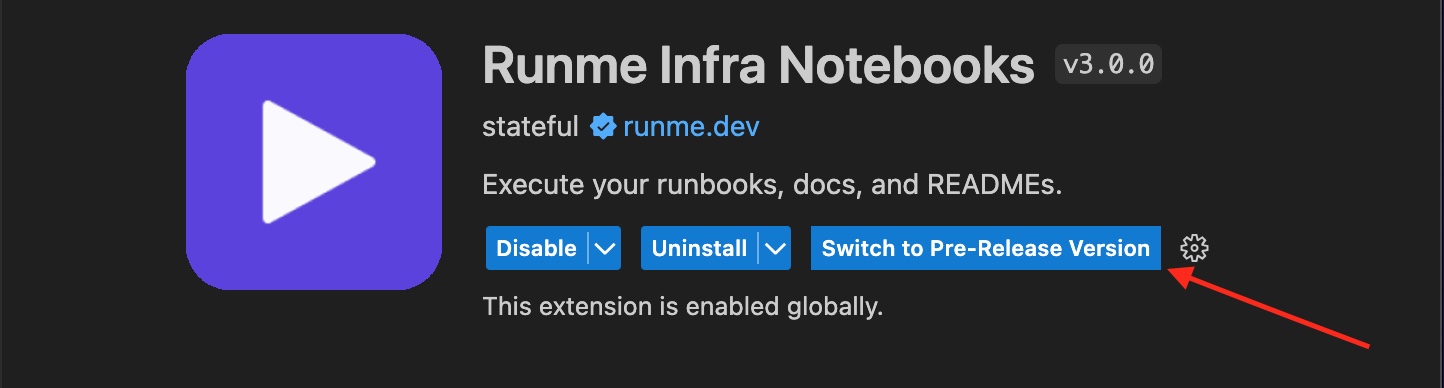 Runme Infra Notebooks v3.0.0
stateful runme.dev
Execute your runbooks, docs, and READMEs.
Disable Uninstall Switch to Pre-Release Version
This extension is enabled globally.